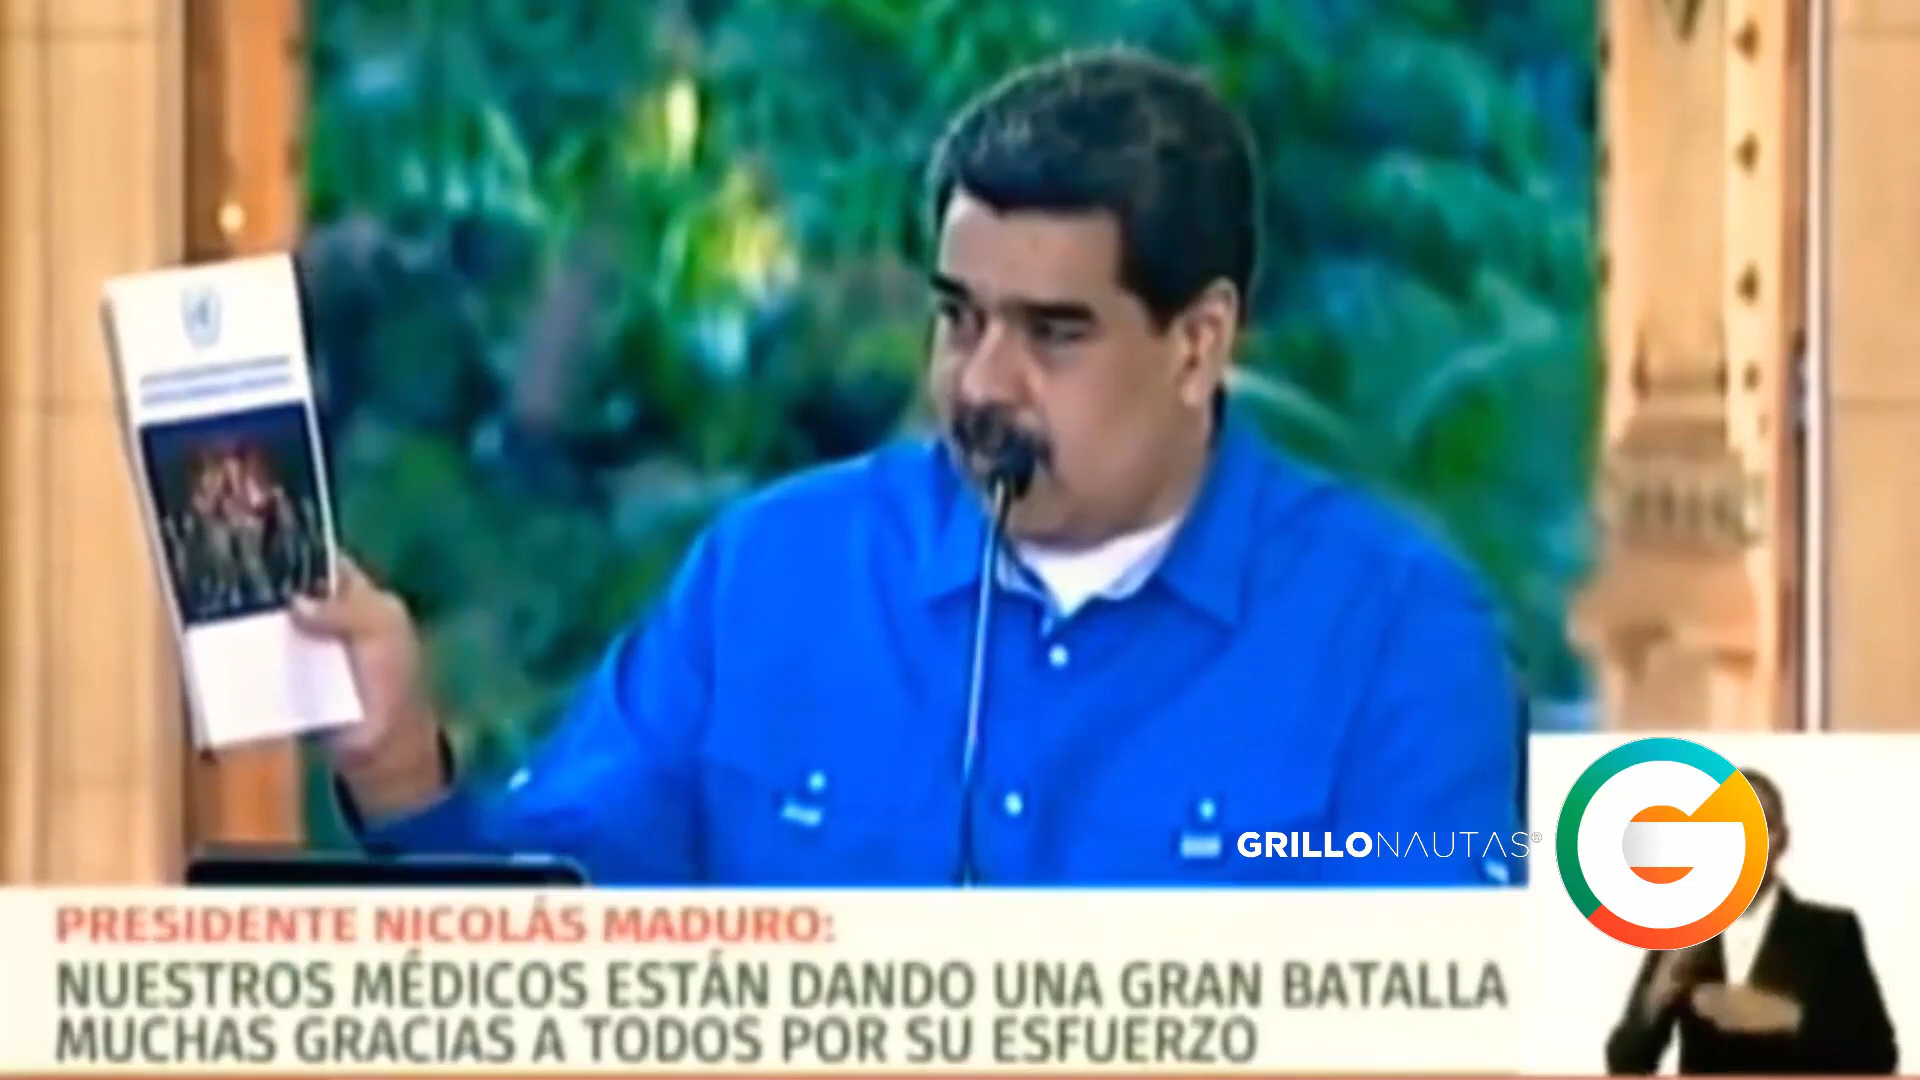 GRILLONAUTAS®
PRESIDENTE NICOLÁS MADURO:
NUESTROS MÉDICOS ESTÁN DANDO UNA GRAN BATALLA
MUCHAS GRACIAS A TODOS POR SU ESFUERZO